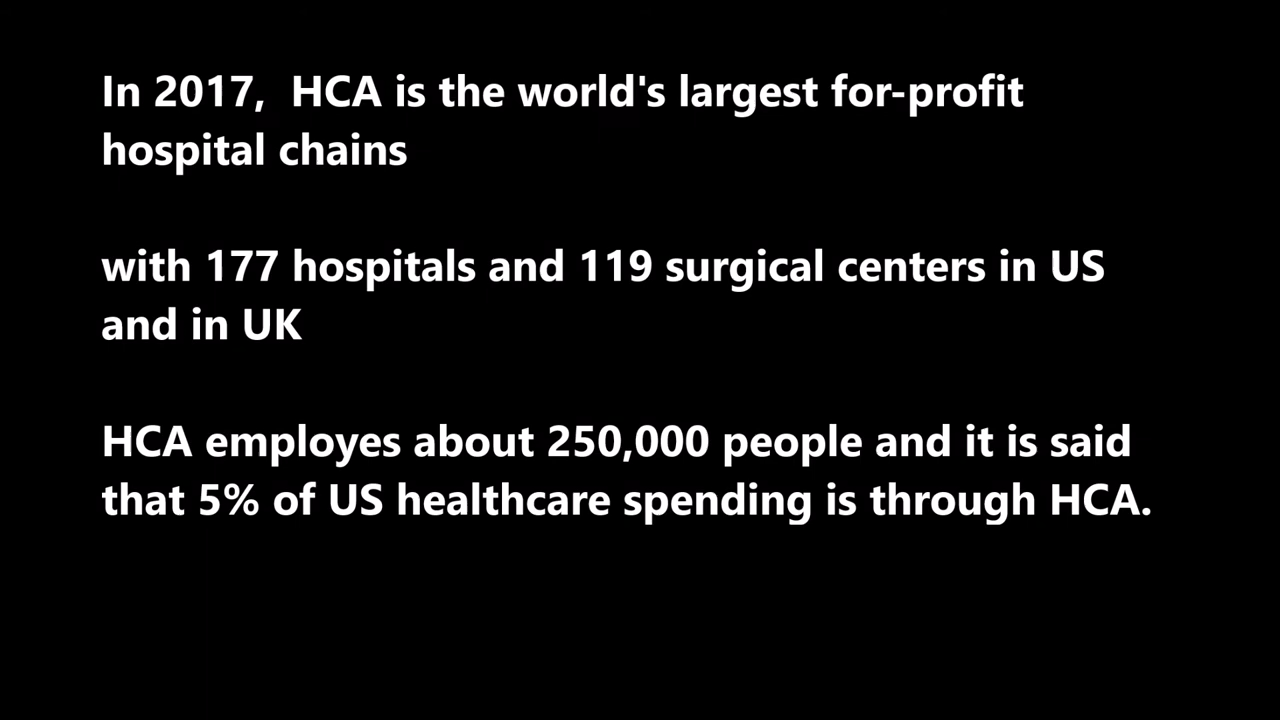 In 2017,  HCA is the world's largest for-profit
hospital chains
with 177 hospitals and 119 surgical centers in US
and in UK
HCA employes about 250,000 people and it is said
that 5% of US healthcare spending is through HCA.